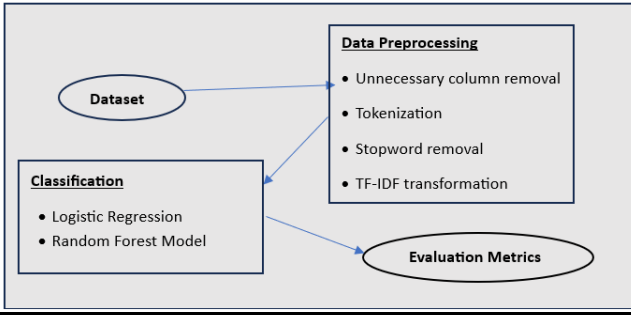 Dataset
Data Preprocessing
• Unnecessary column removal
• Tokenization
• Stopword removal
• TF-IDF transformation
Classification
• Logistic Regression
• Random Forest Model
Evaluation Metrics